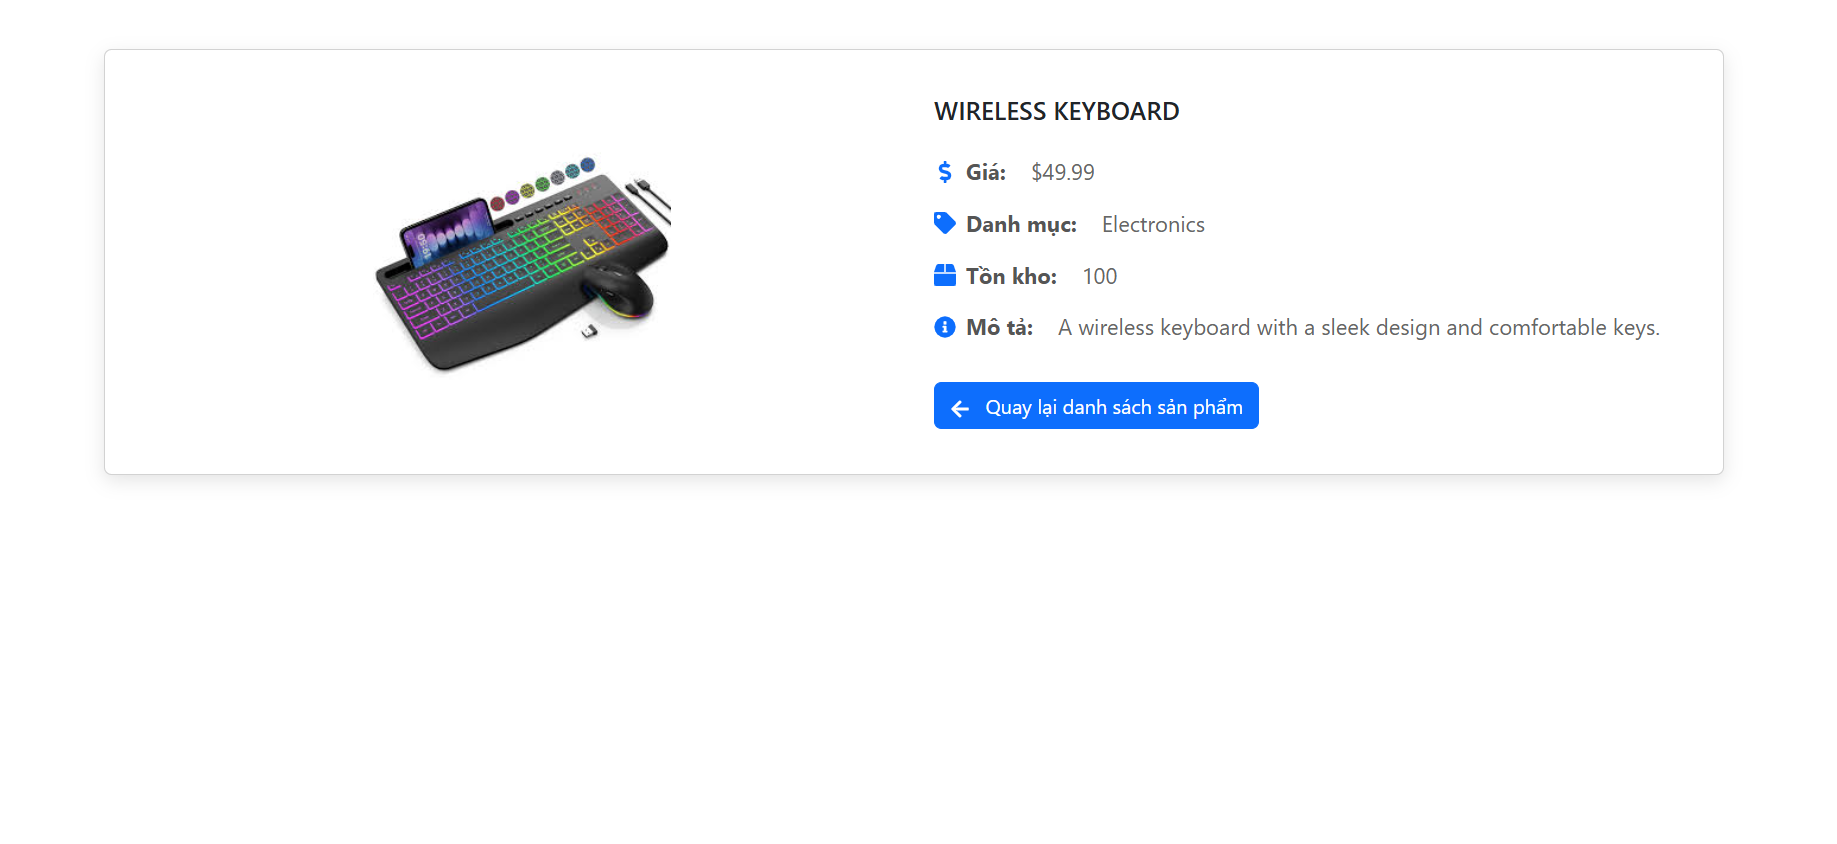 WIRELESS KEYBOARD
Giá: $49.99
Danh mục: Electronics
Tồn kho: 100
Mô tả: A wireless keyboard with a sleek design and comfortable keys.
Quay lại danh sách sản phẩm